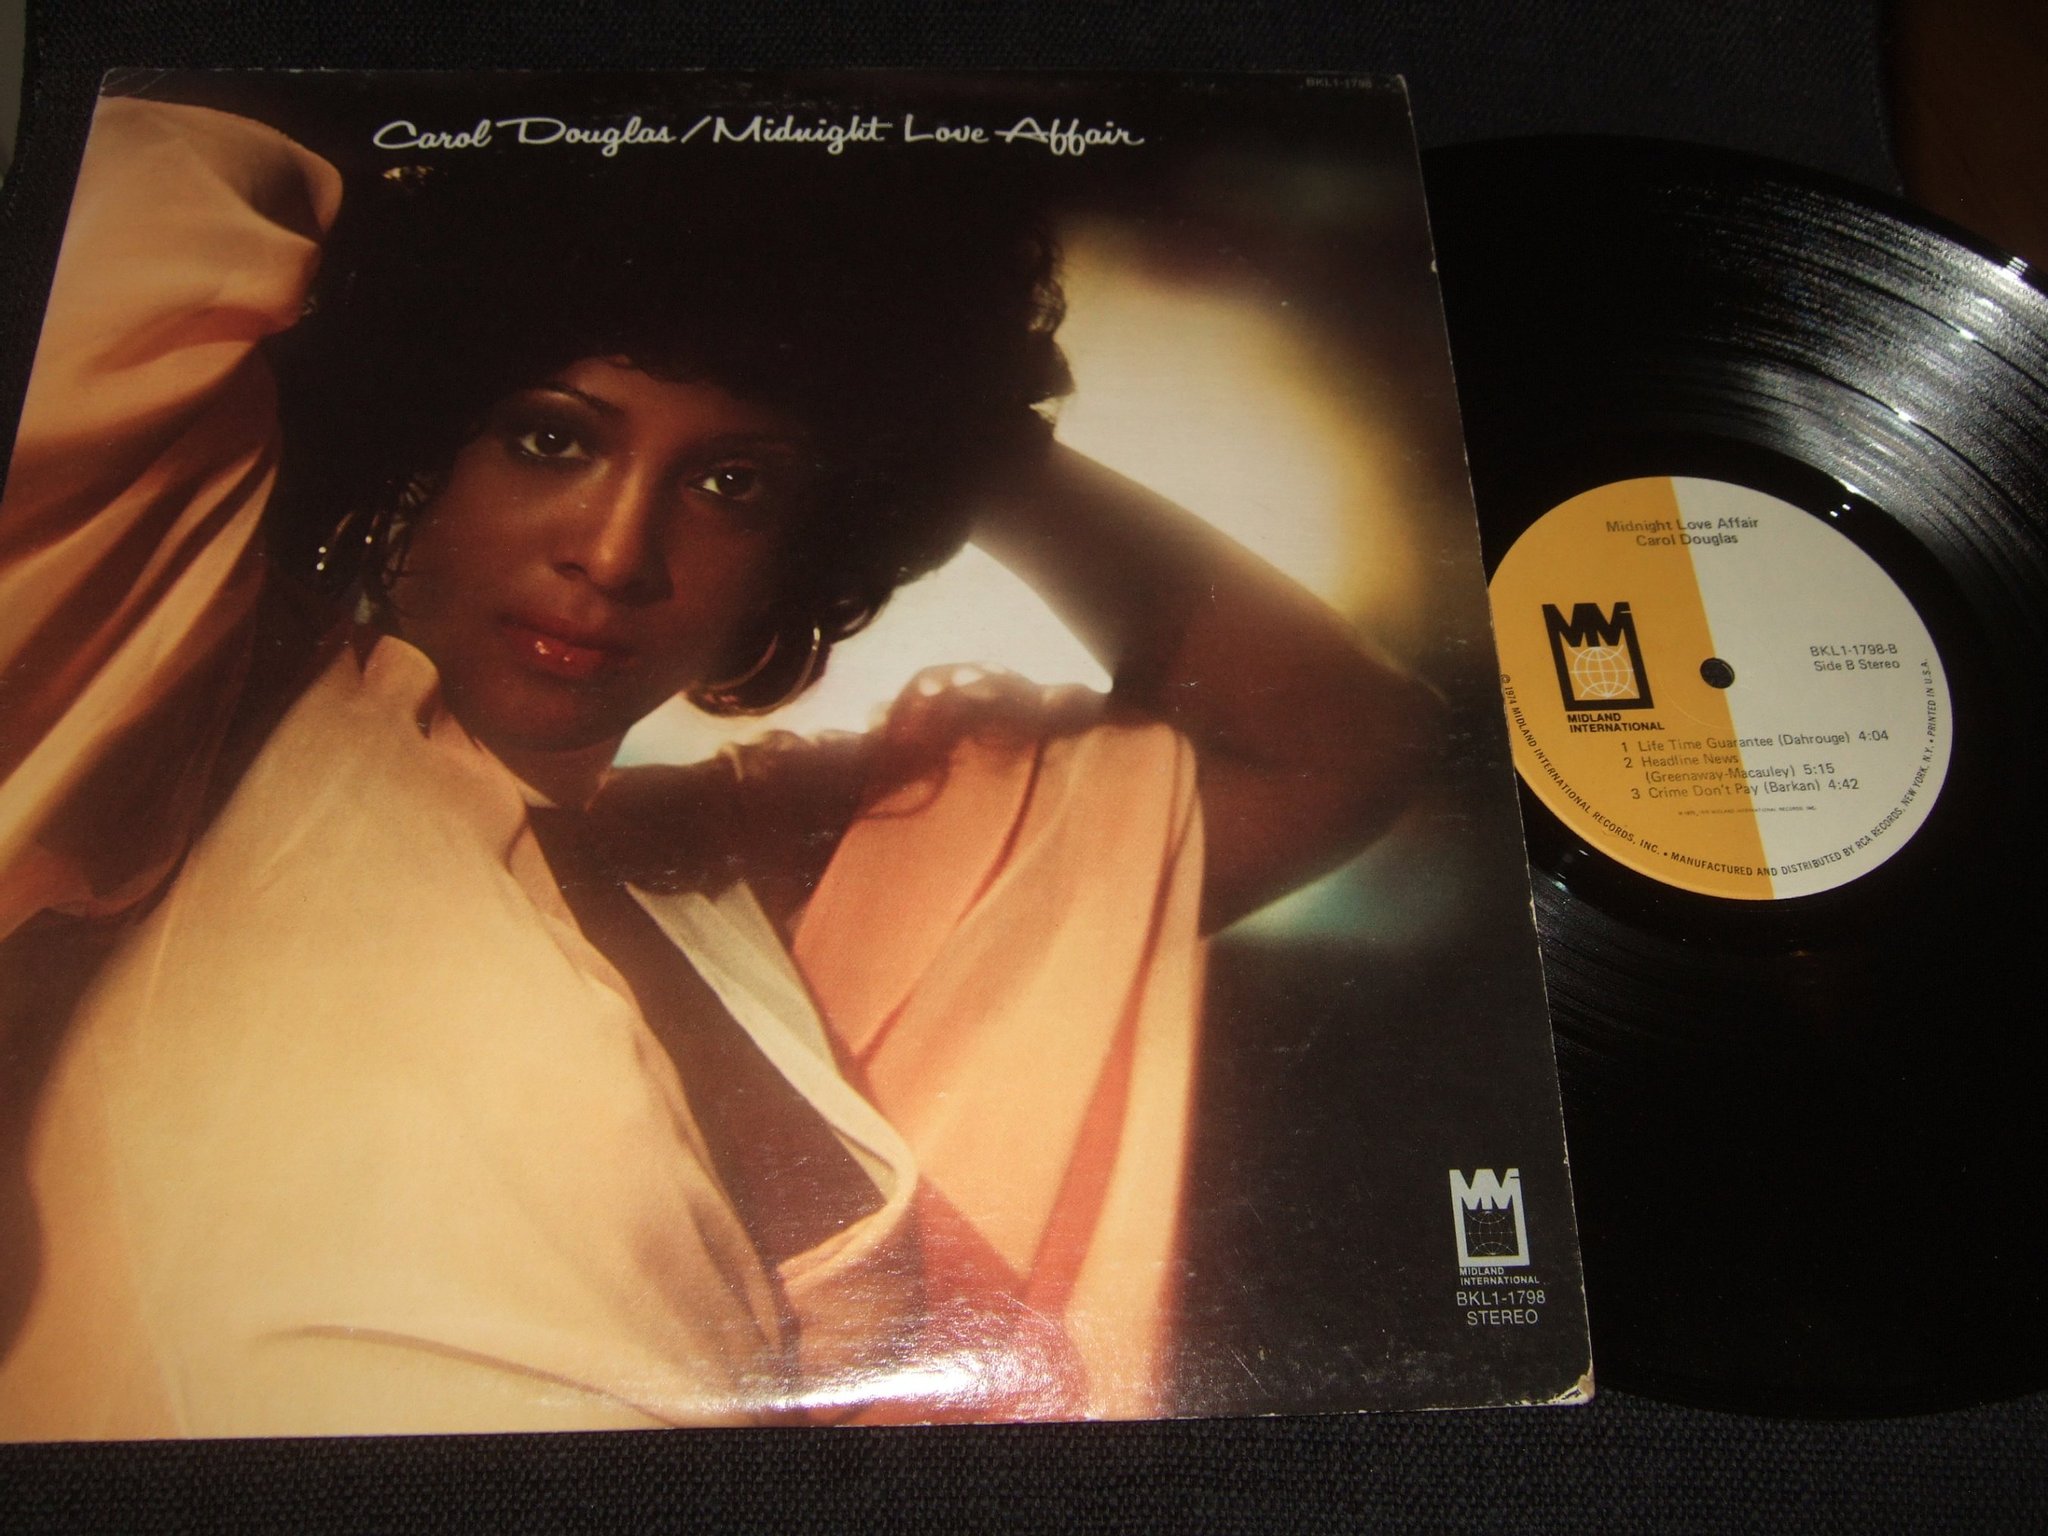 BKL1-1798
Carol Douglas/Midnight Love Affair
MIDLAND
INTERNATIONAL
BKL1-1798
STEREO
Midnight Love Affair
Carol Douglas
MIDLAND
INTERNATIONAL
BKL1-1798-B
Side B Stereo
1 Life Time Guarantee (Dahrouge) 4:04
2 Headline News
(Greenaway-Macauley) 5:15
3 Crime Don't Pay (Barkan) 4:42
© 1974 MIDLAND INTERNATIONAL RECORDS, INC. • MANUFACTURED AND DISTRIBUTED BY RCA RECORDS, NEW YORK, N.Y. • PRINTED IN U.S.A.